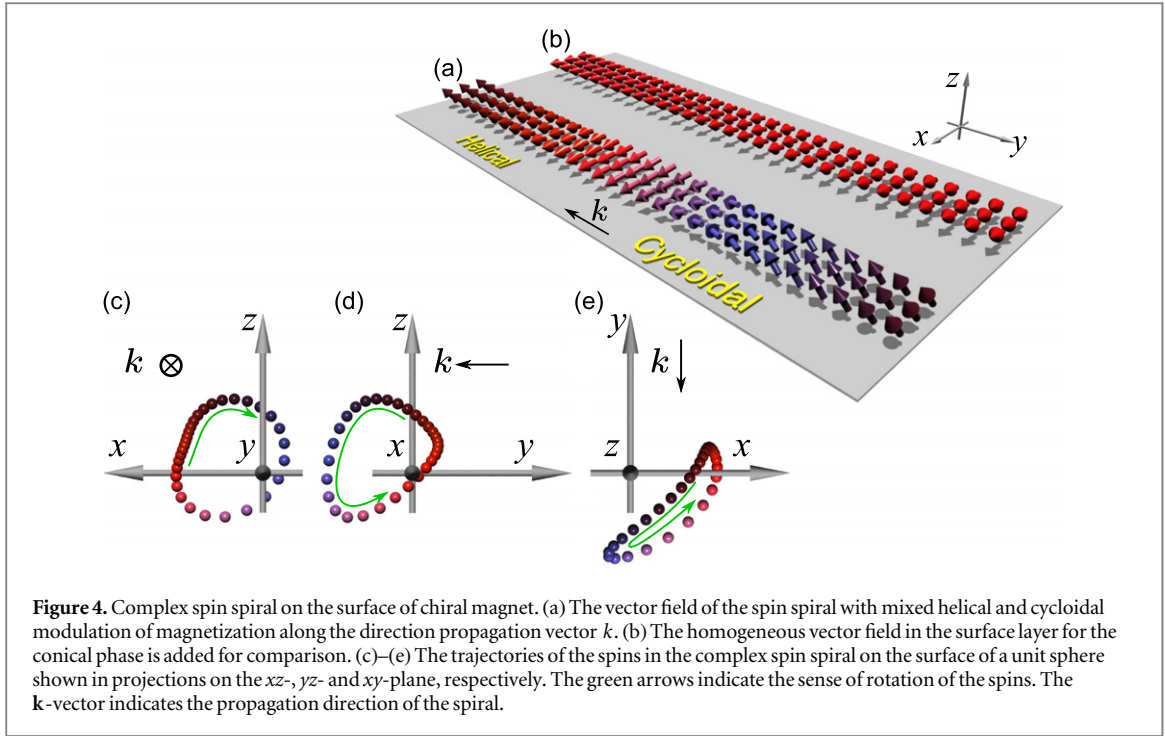 (b)
(a)
z
x
y
Helical
k
Cycloidal
(c)
(d)
(e)
z
z
y
k ⊗
k
k
x
y
x
y
z
x
Figure 4. Complex spin spiral on the surface of chiral magnet. (a) The vector field of the spin spiral with mixed helical and cycloidal
modulation of magnetization along the direction propagation vector k. (b) The homogeneous vector field in the surface layer for the
conical phase is added for comparison. (c)–(e) The trajectories of the spins in the complex spin spiral on the surface of a unit sphere
shown in projections on the xz-, yz- and xy-plane, respectively. The green arrows indicate the sense of rotation of the spins. The
k-vector indicates the propagation direction of the spiral.